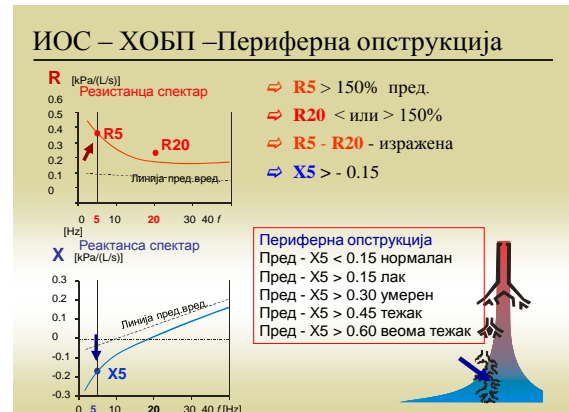 ИОС – ХОБП –Периферна опструкција
R [kPa/(L/s)]
Резистанца спектар
0.6
0.5
0.4
0.3
0.2
0.1
0
R5
R20
Линија пред.вред.
0 5 10 20 30 40 f
[Hz]
⇨ R5 > 150% пред.
⇨ R20 < или > 150%
⇨ R5 - R20 - изражена
⇨ X5 > - 0.15
X [kPa/(L/s)]
Реактанса спектар
0.3
0.2
0.1
0
-0.1
-0.2
-0.3
Линија пред.вред.
X5
0 5 10 20 30 40 f [Hz]
Периферна опструкција
Пред - X5 < 0.15 нормалан
Пред - X5 > 0.15 лак
Пред - X5 > 0.30 умерен
Пред - X5 > 0.45 тежак
Пред - X5 > 0.60 веома тежак